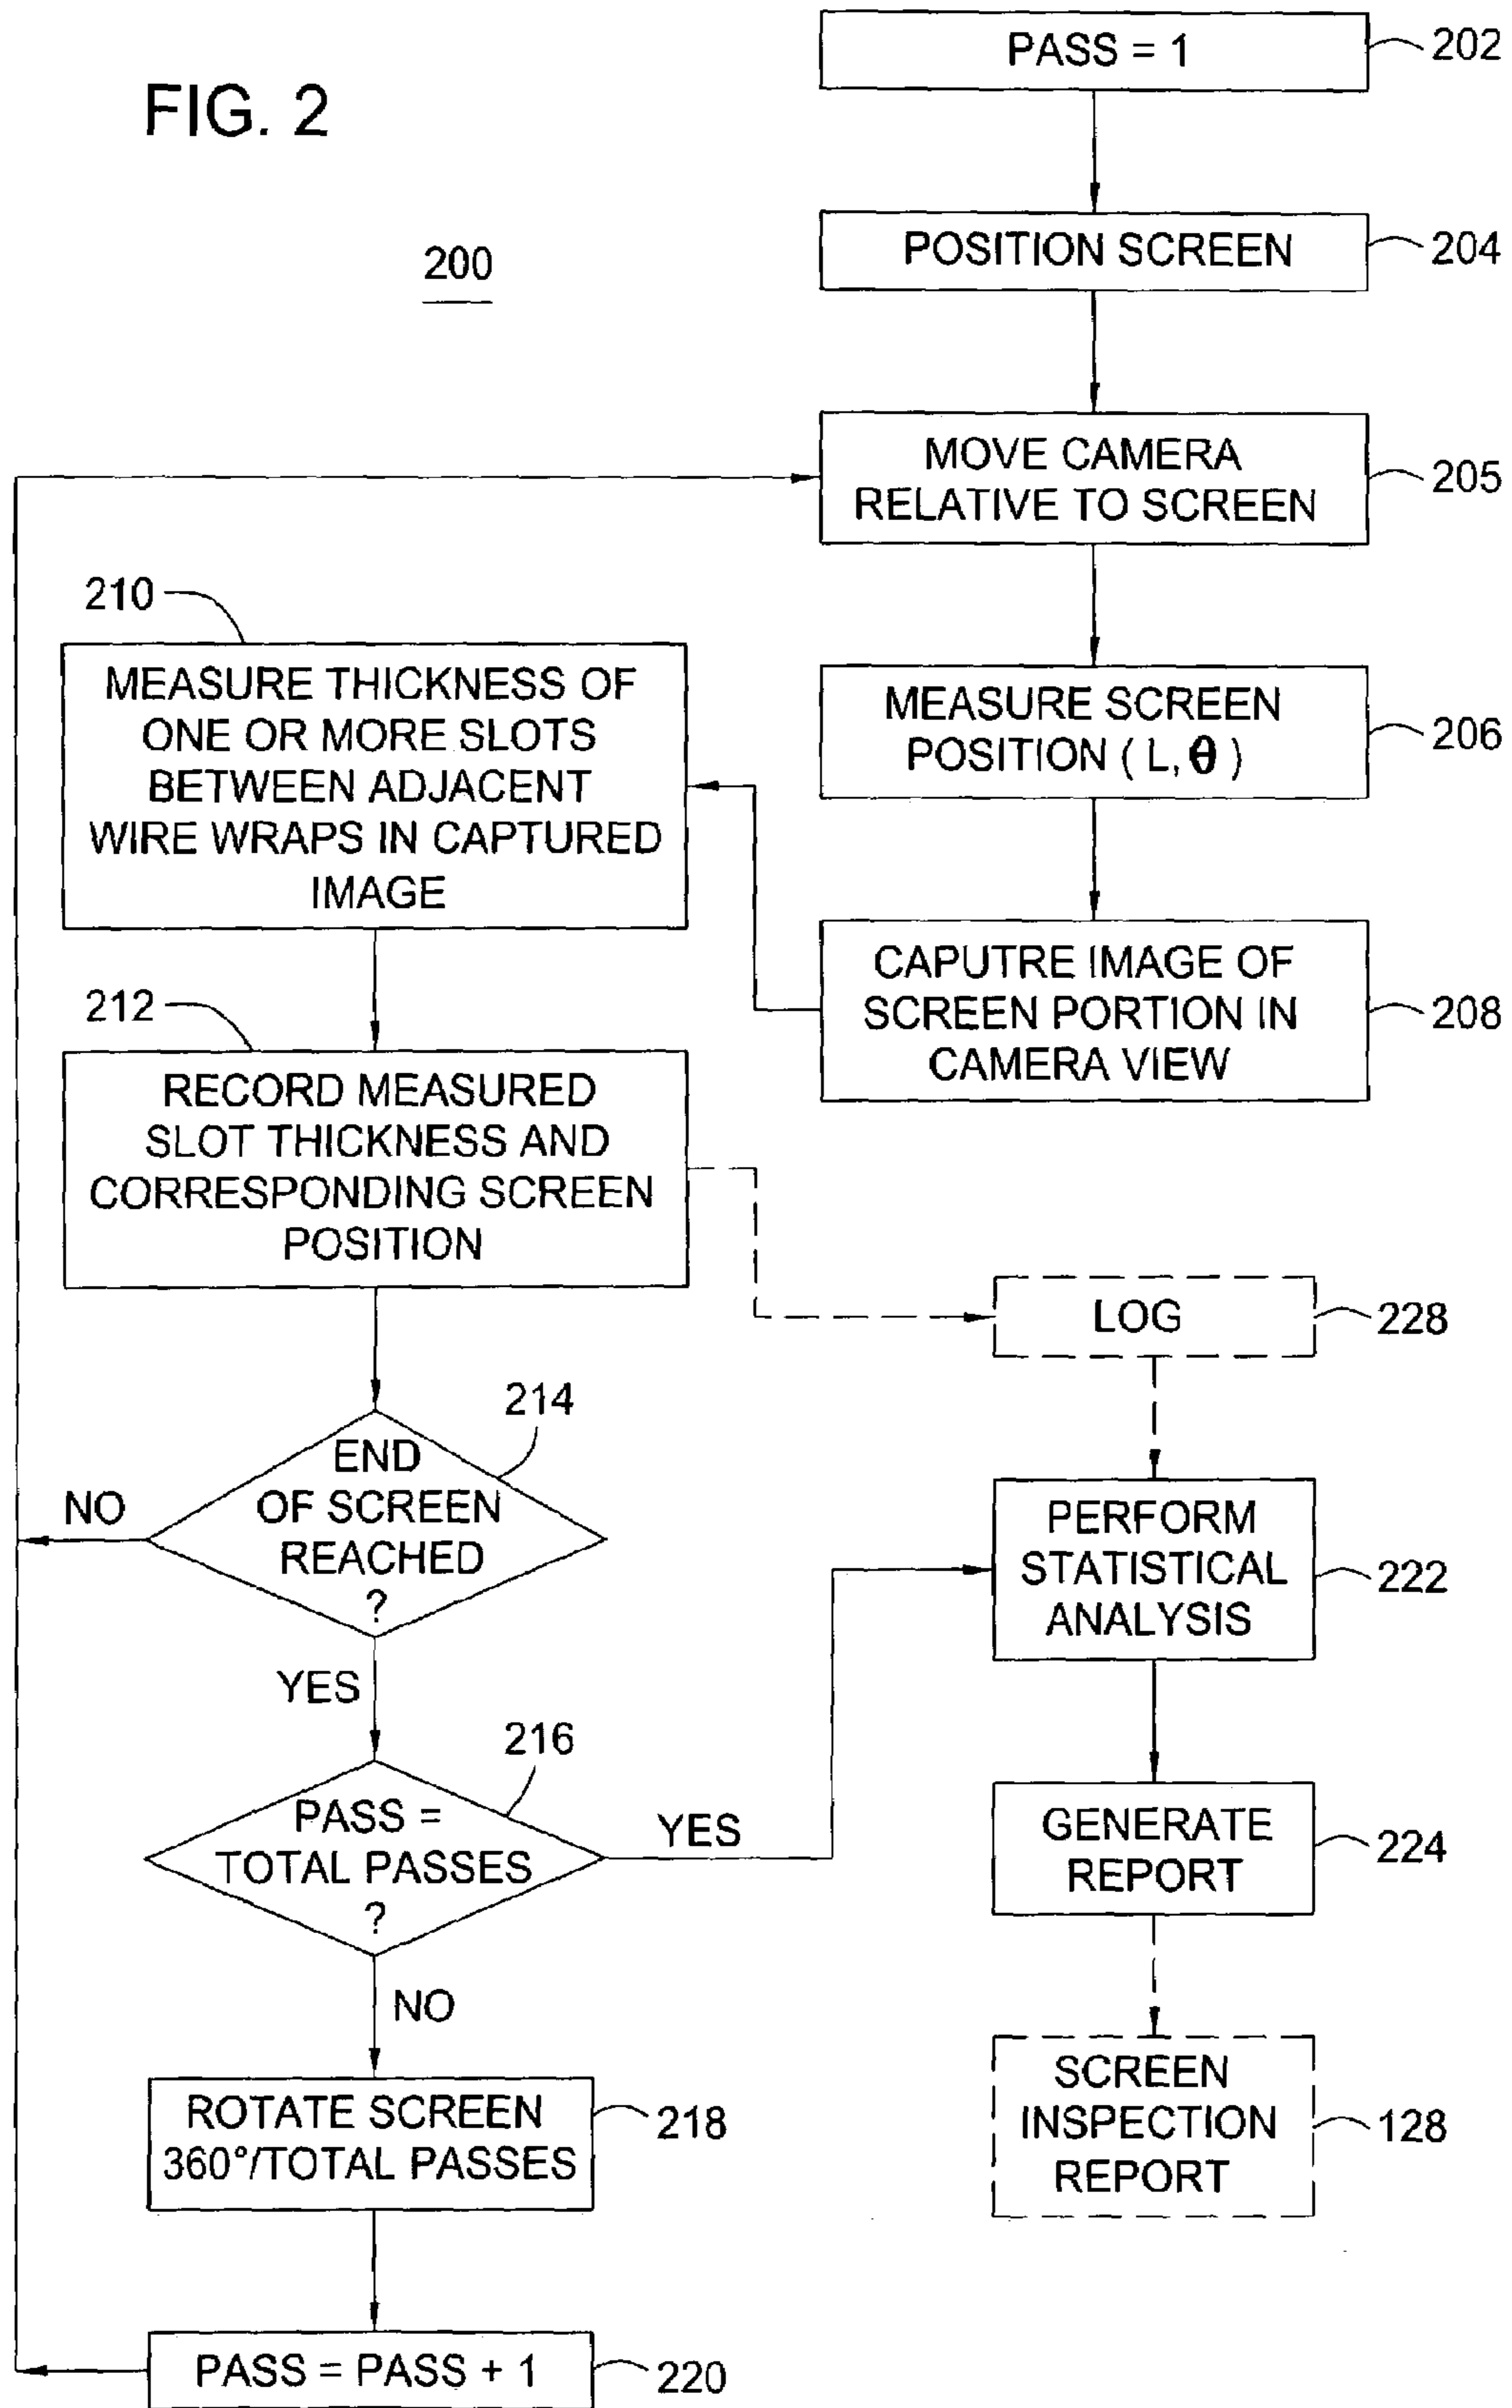 FIG. 2
200
PASS = 1
202
POSITION SCREEN
204
MOVE CAMERA
RELATIVE TO SCREEN
205
MEASURE SCREEN
POSITION ( L, θ )
206
CAPUTRE IMAGE OF
SCREEN PORTION IN
CAMERA VIEW
208
210
MEASURE THICKNESS OF
ONE OR MORE SLOTS
BETWEEN ADJACENT
WIRE WRAPS IN CAPTURED
IMAGE
212
RECORD MEASURED
SLOT THICKNESS AND
CORRESPONDING SCREEN
POSITION
LOG
228
214
END
OF SCREEN
REACHED
?
NO
YES
216
PASS =
TOTAL PASSES
?
YES
NO
PERFORM
STATISTICAL
ANALYSIS
222
GENERATE
REPORT
224
SCREEN
INSPECTION
REPORT
128
ROTATE SCREEN
360°/TOTAL PASSES
218
PASS = PASS + 1
220